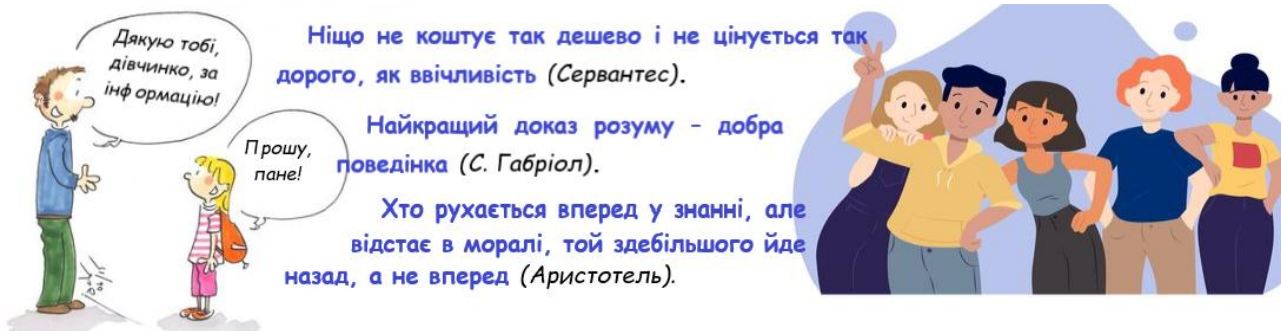 Дякую тобі,
дівчинко, за
інф ормацію!
Прошу,
пане!
Ніщо не коштує так дешево і не цінується так
дорого, як ввічливість (Сервантес).
Найкращий доказ розуму – добра
поведінка (С. Габріол).
Хто рухається вперед у знанні, але
відстає в моралі, той здебільшого йде
назад, а не вперед (Аристотель).